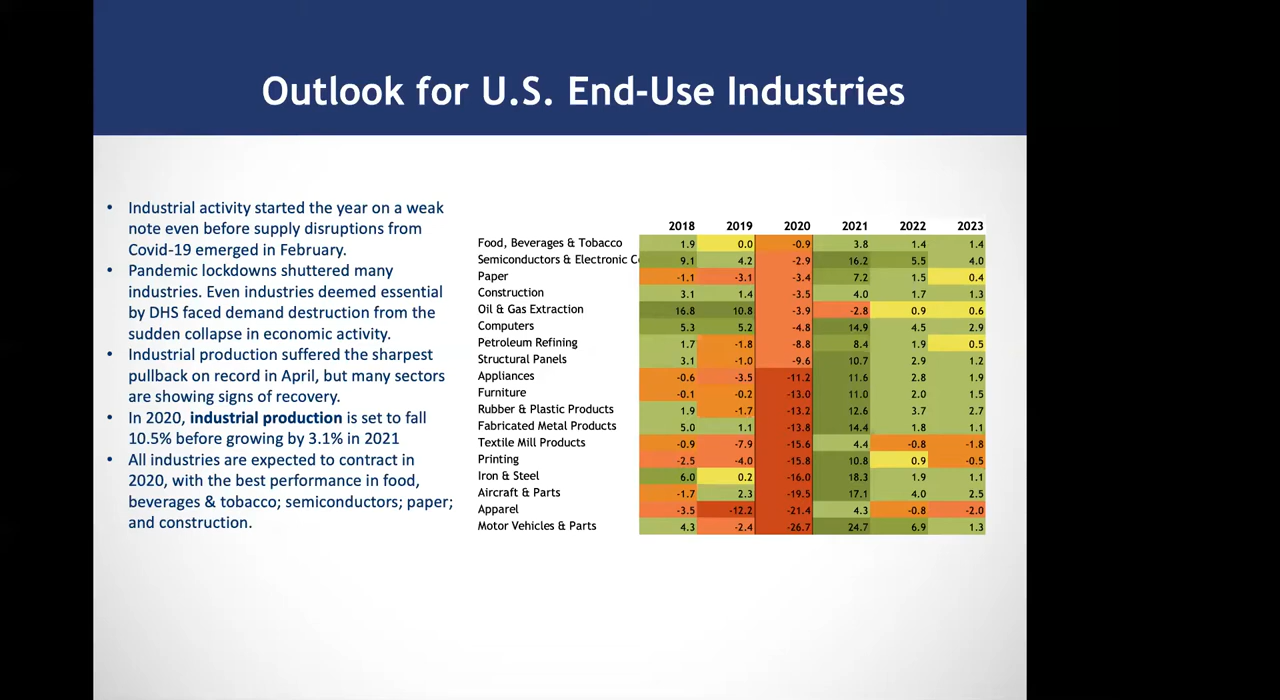 Outlook for U.S. End-Use Industries
• Industrial activity started the year on a weak
note even before supply disruptions from
Covid-19 emerged in February.
• Pandemic lockdowns shuttered many
industries. Even industries deemed essential
by DHS faced demand destruction from the
sudden collapse in economic activity.
• Industrial production suffered the sharpest
pullback on record in April, but many sectors
are showing signs of recovery.
• In 2020, industrial production is set to fall
10.5% before growing by 3.1% in 2021
• All industries are expected to contract in
2020, with the best performance in food,
beverages & tobacco; semiconductors; paper;
and construction.
2018 2019 2020 2021 2022 2023
Food, Beverages & Tobacco 1.9 0.0 -0.9 3.8 1.4 1.4
Semiconductors & Electronic C 9.1 4.2 -2.9 16.2 5.5 4.0
Paper -1.1 -3.1 -3.4 7.2 1.5 0.4
Construction 3.1 1.4 -3.5 4.0 1.7 1.3
Oil & Gas Extraction 16.8 10.8 -3.9 -2.8 0.9 0.6
Computers 5.3 5.2 -4.8 14.9 4.5 2.9
Petroleum Refining 1.7 -1.8 -8.8 8.4 1.9 0.5
Structural Panels 3.1 -1.0 -9.6 10.7 2.9 1.2
Appliances -0.6 -3.5 -11.2 11.6 2.8 1.9
Furniture -0.1 -0.2 -13.0 11.0 2.0 1.5
Rubber & Plastic Products 1.9 -1.7 -13.2 12.6 3.7 2.7
Fabricated Metal Products 5.0 1.1 -13.8 14.4 1.8 1.1
Textile Mill Products -0.9 -7.9 -15.6 4.4 -0.8 -1.8
Printing -2.5 -4.0 -15.8 10.8 0.9 -0.5
Iron & Steel 6.0 0.2 -16.0 18.3 1.9 1.1
Aircraft & Parts -1.7 2.3 -19.5 17.1 4.0 2.5
Apparel -3.5 -12.2 -21.4 4.3 -0.8 -2.0
Motor Vehicles & Parts 4.3 -2.4 -26.7 24.7 6.9 1.3